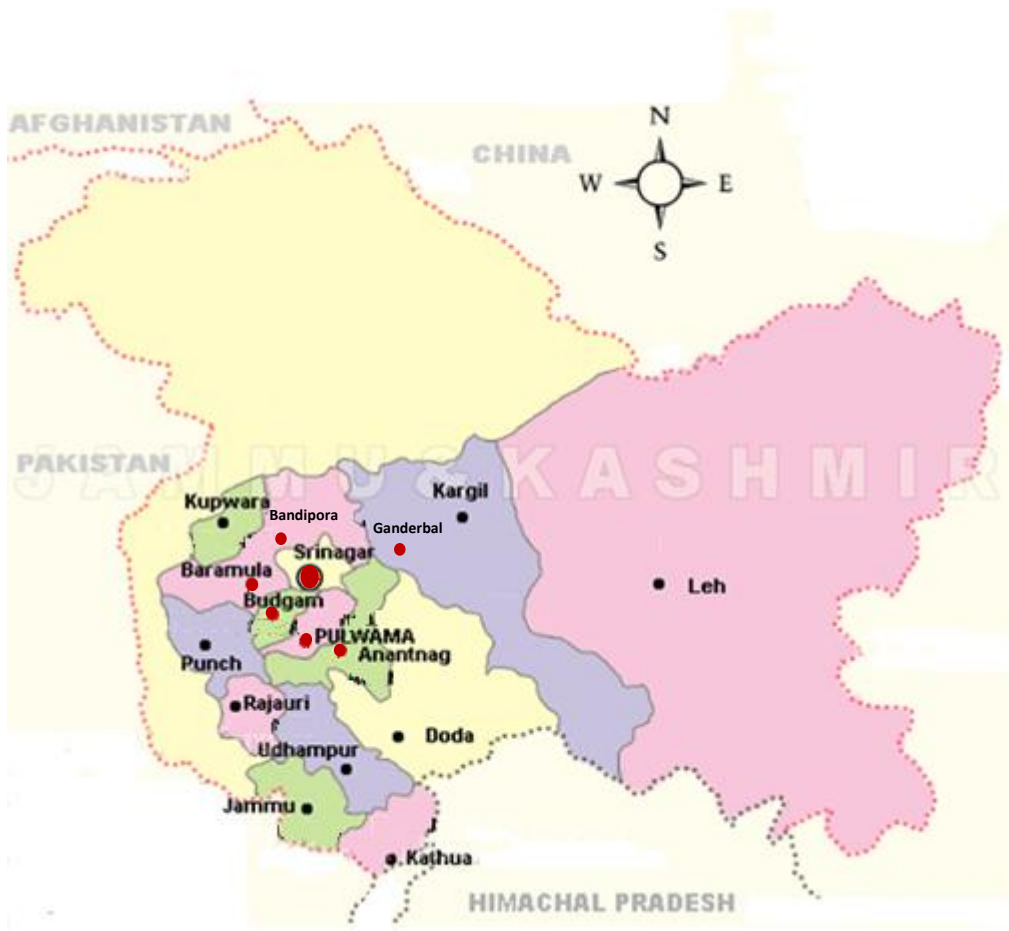 N
AFGHANISTAN
CHINA
W E
S
JAMMU & KASHMIR
PAKISTAN
Kargil
Kupwara
Bandipora
Ganderbal
Srinagar
Baramula
Leh
Budgam
PULWAMA
Anantnag
Punch
Rajauri
Doda
Udhampur
Jammu
Kathua
HIMACHAL PRADESH